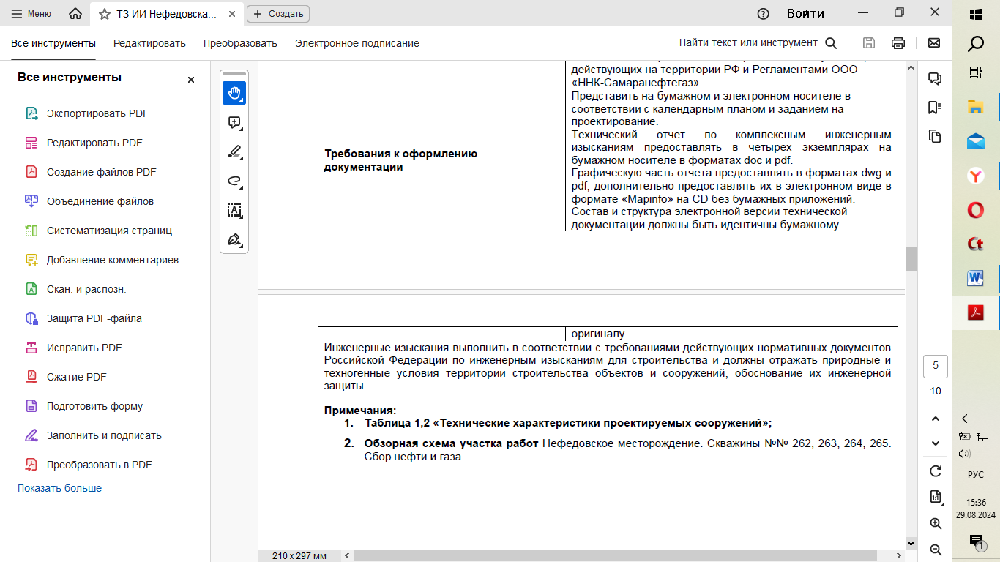 Меню
ТЗ ИИ Нефедовска...
Создать
Войти
Все инструменты
Редактировать
Преобразовать
Электронное подписание
Найти текст или инструмент
Все инструменты
Экспортировать PDF
Редактировать PDF
Создание файлов PDF
Объединение файлов
Систематизация страниц
Добавление комментариев
Скан. и распозн.
Защита PDF-файла
Исправить PDF
Сжатие PDF
Подготовить форму
Заполнить и подписать
Преобразовать в PDF
Показать больше
действующих на территории РФ и Регламентами ООО
«ННК-Самаранефтегаз».
Требования к оформлению
документации
Представить на бумажном и электронном носителе в
соответствии с календарным планом и заданием на
проектирование.
Технический отчет по комплексным инженерным
изысканиям предоставлять в четырех экземплярах на
бумажном носителе в форматах doc и pdf.
Графическую часть отчета предоставлять в форматах dwg и
pdf; дополнительно предоставлять их в электронном виде в
формате «Mapinfo» на CD без бумажных приложений.
Состав и структура электронной версии технической
документации должны быть идентичны бумажному
оригиналу.
Инженерные изыскания выполнить в соответствии с требованиями действующих нормативных документов
Российской Федерации по инженерным изысканиям для строительства и должны отражать природные и
техногенные условия территории строительства объектов и сооружений, обоснование их инженерной
защиты.
Примечания:
1. Таблица 1,2 «Технические характеристики проектируемых сооружений»;
2. Обзорная схема участка работ Нефедовское месторождение. Скважины №№ 262, 263, 264, 265.
Сбор нефти и газа.
210 x 297 мм
5
10
1:1
Ct
РУС
15:36
29.08.2024
1